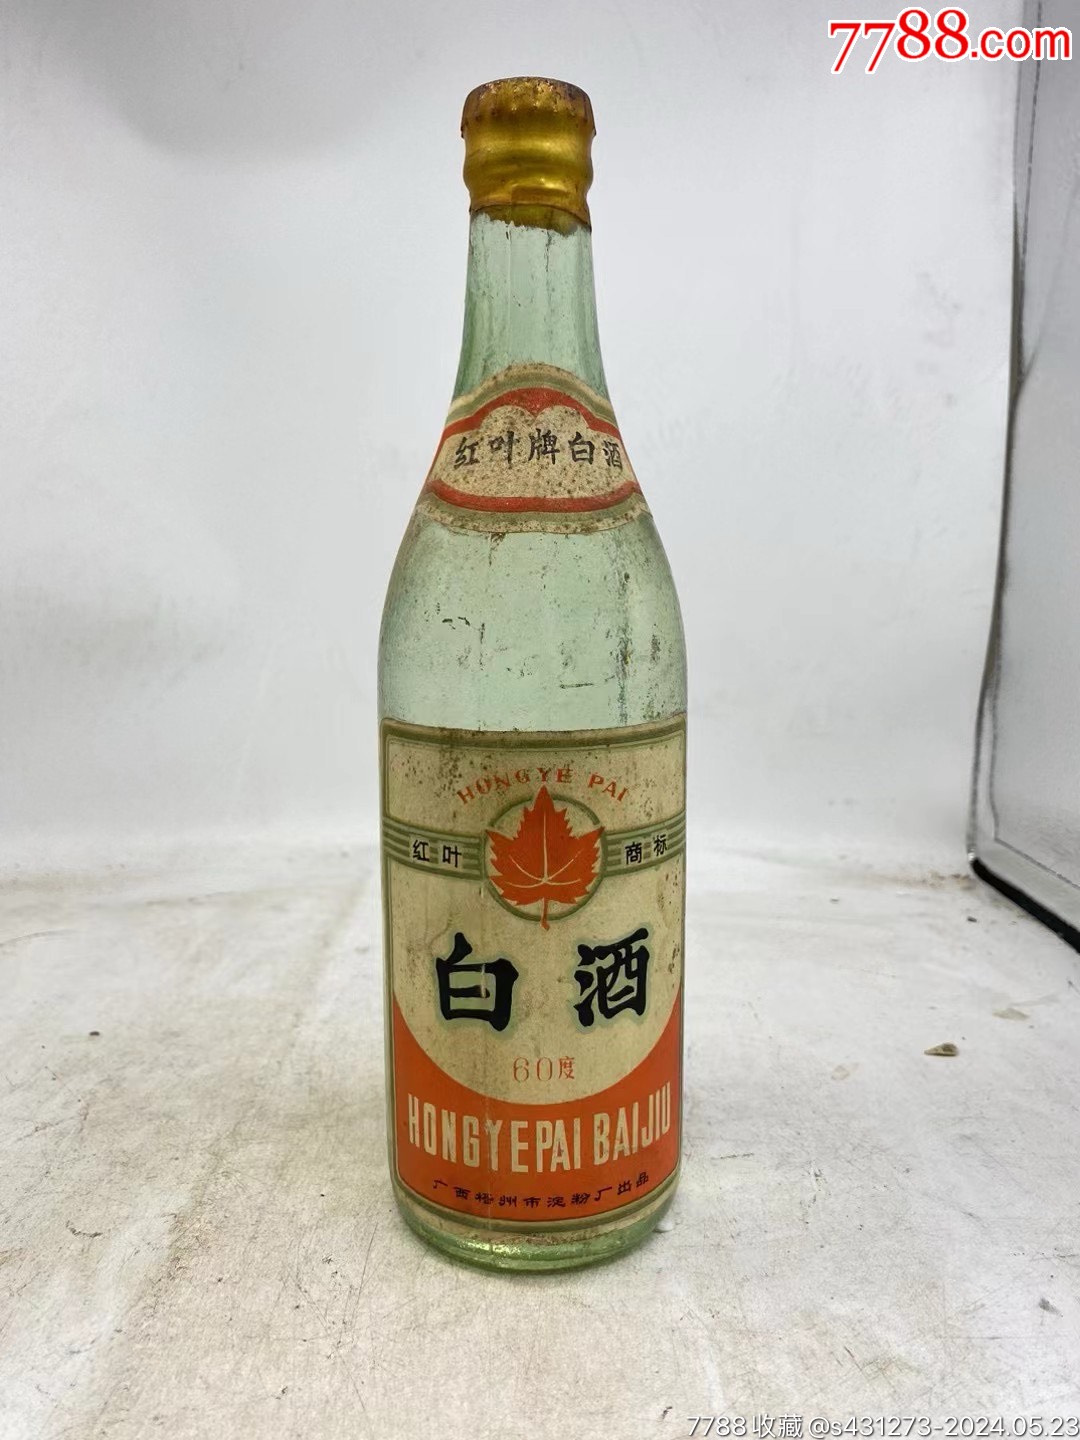 7788.com
红叶牌白酒
HONGYE PAI
红叶 商标
白酒
60度
HONGYEPAI BAIJIU
广西梧州市淀粉厂出品
7788收藏@s431273-2024.05.23